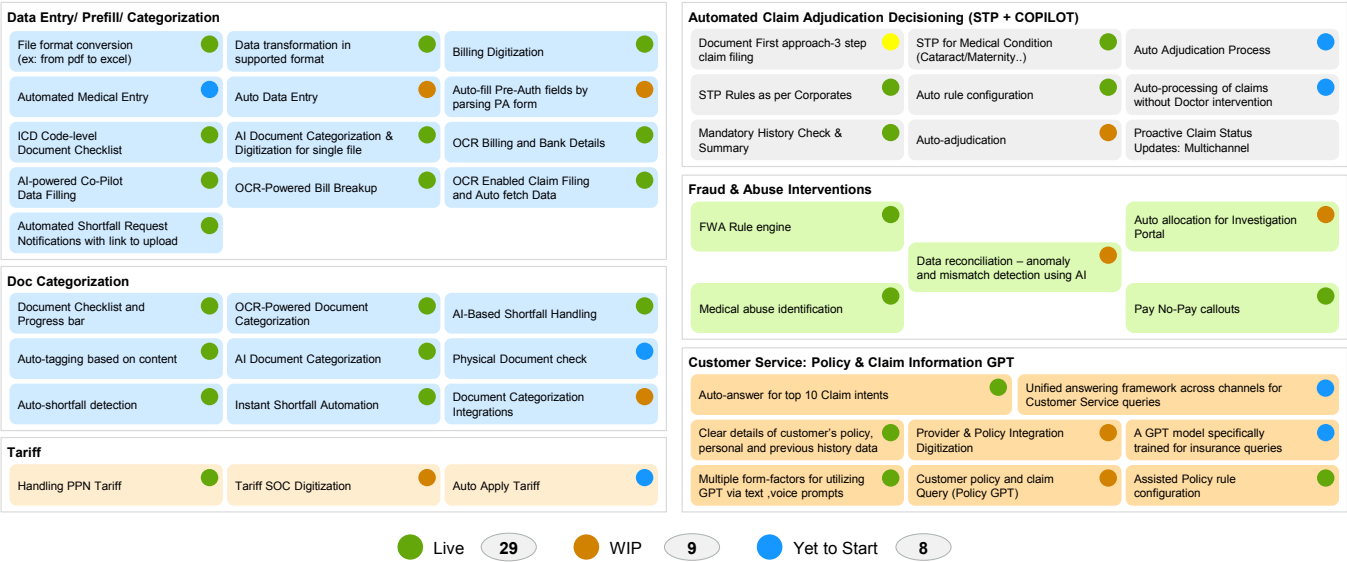 Data Entry/ Prefill/ Categorization
File format conversion
(ex: from pdf to excel)
Data transformation in
supported format
Billing Digitization
Automated Medical Entry
Auto Data Entry
Auto-fill Pre-Auth fields by
parsing PA form
ICD Code-level
Document Checklist
AI Document Categorization &
Digitization for single file
OCR Billing and Bank Details
AI-powered Co-Pilot
Data Filling
OCR-Powered Bill Breakup
OCR Enabled Claim Filing
and Auto fetch Data
Automated Shortfall Request
Notifications with link to upload
Doc Categorization
Document Checklist and
Progress bar
OCR-Powered Document
Categorization
AI-Based Shortfall Handling
Auto-tagging based on content
AI Document Categorization
Physical Document check
Auto-shortfall detection
Instant Shortfall Automation
Document Categorization
Integrations
Tariff
Handling PPN Tariff
Tariff SOC Digitization
Auto Apply Tariff
Automated Claim Adjudication Decisioning (STP + COPILOT)
Document First approach-3 step
claim filing
STP for Medical Condition
(Cataract/Maternity..)
Auto Adjudication Process
STP Rules as per Corporates
Auto rule configuration
Auto-processing of claims
without Doctor intervention
Mandatory History Check &
Summary
Auto-adjudication
Proactive Claim Status
Updates: Multichannel
Fraud & Abuse Interventions
FWA Rule engine
Auto allocation for Investigation
Portal
Data reconciliation – anomaly
and mismatch detection using AI
Medical abuse identification
Pay No-Pay callouts
Customer Service: Policy & Claim Information GPT
Auto-answer for top 10 Claim intents
Unified answering framework across channels for
Customer Service queries
Clear details of customer's policy,
personal and previous history data
Provider & Policy Integration
Digitization
A GPT model specifically
trained for insurance queries
Multiple form-factors for utilizing
GPT via text ,voice prompts
Customer policy and claim
Query (Policy GPT)
Assisted Policy rule
configuration
Live 29 WIP 9 Yet to Start 8